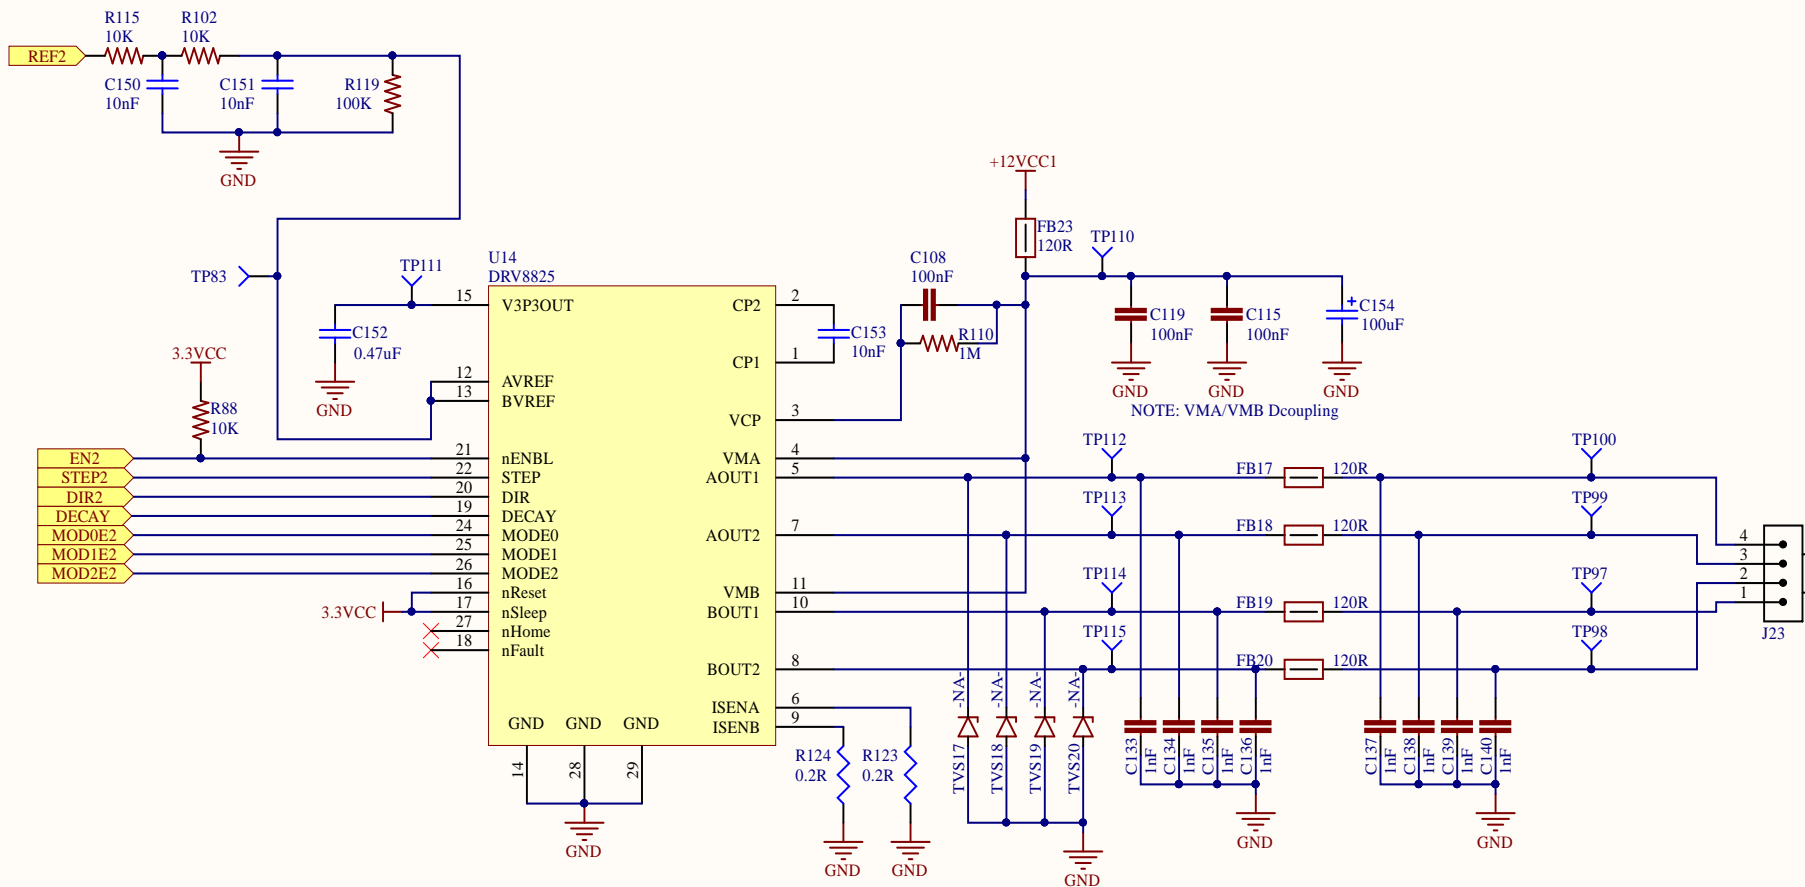 R115
10K
R102
10K
REF2
C150
10nF
C151
10nF
R119
100K
GND
+12VCC1
FB23
120R
TP110
C108
100nF
R110
1M
C119
100nF
C115
100nF
C154
100uF
+
GND
GND
GND
NOTE: VMA/VMB Dcoupling
TP83
TP111
C152
0.47uF
GND
3.3VCC
R88
10K
U14
DRV8825
15 V3P3OUT
12 AVREF
13 BVREF
21 nENBL
22 STEP
20 DIR
19 DECAY
24 MODE0
25 MODE1
26 MODE2
16 nReset
17 nSleep
27 nHome
18 nFault
EN2
STEP2
DIR2
DECAY
MOD0E2
MOD1E2
MOD2E2
3.3VCC
CP2 2
CP1 1
VCP 3
VMA 4
AOUT1 5
AOUT2 7
VMB 11
BOUT1 10
BOUT2 8
ISENA 6
ISENB 9
GND GND GND
14 28 29
GND
C153
10nF
R124
0.2R
R123
0.2R
GND
GND
TP112
TP113
TP114
TP115
FB17 120R
FB18 120R
FB19 120R
FB20 120R
TP100
TP99
TP97
TP98
4
3
2
1
J23
TVS17 -NA-
TVS18 -NA-
TVS19 -NA-
TVS20 -NA-
GND
C133 1nF
C134 1nF
C135 1nF
C136 1nF
GND
C137 1nF
C138 1nF
C139 1nF
C140 1nF
GND